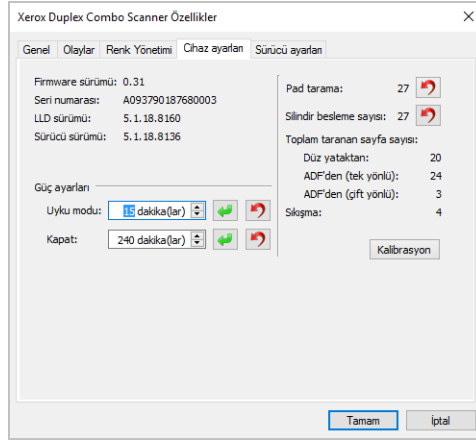 Xerox Duplex Combo Scanner Özellikler
Genel Olaylar Renk Yönetimi Cihaz ayarları Sürücü ayarları
Firmware sürümü: 0.31
Seri numarası: A093790187680003
LLD sürümü: 5.1.18.8160
Sürücü sürümü: 5.1.18.8136
Güç ayarları
Uyku modu: 15 dakika(lar)
Kapat: 240 dakika(lar)
Pad tarama: 27
Silindir besleme sayısı: 27
Toplam taranan sayfa sayısı:
Düz yataktan: 20
ADF'den (tek yönlü): 24
ADF'den (çift yönlü): 3
Sıkışma: 4
Kalibrasyon
Tamam İptal